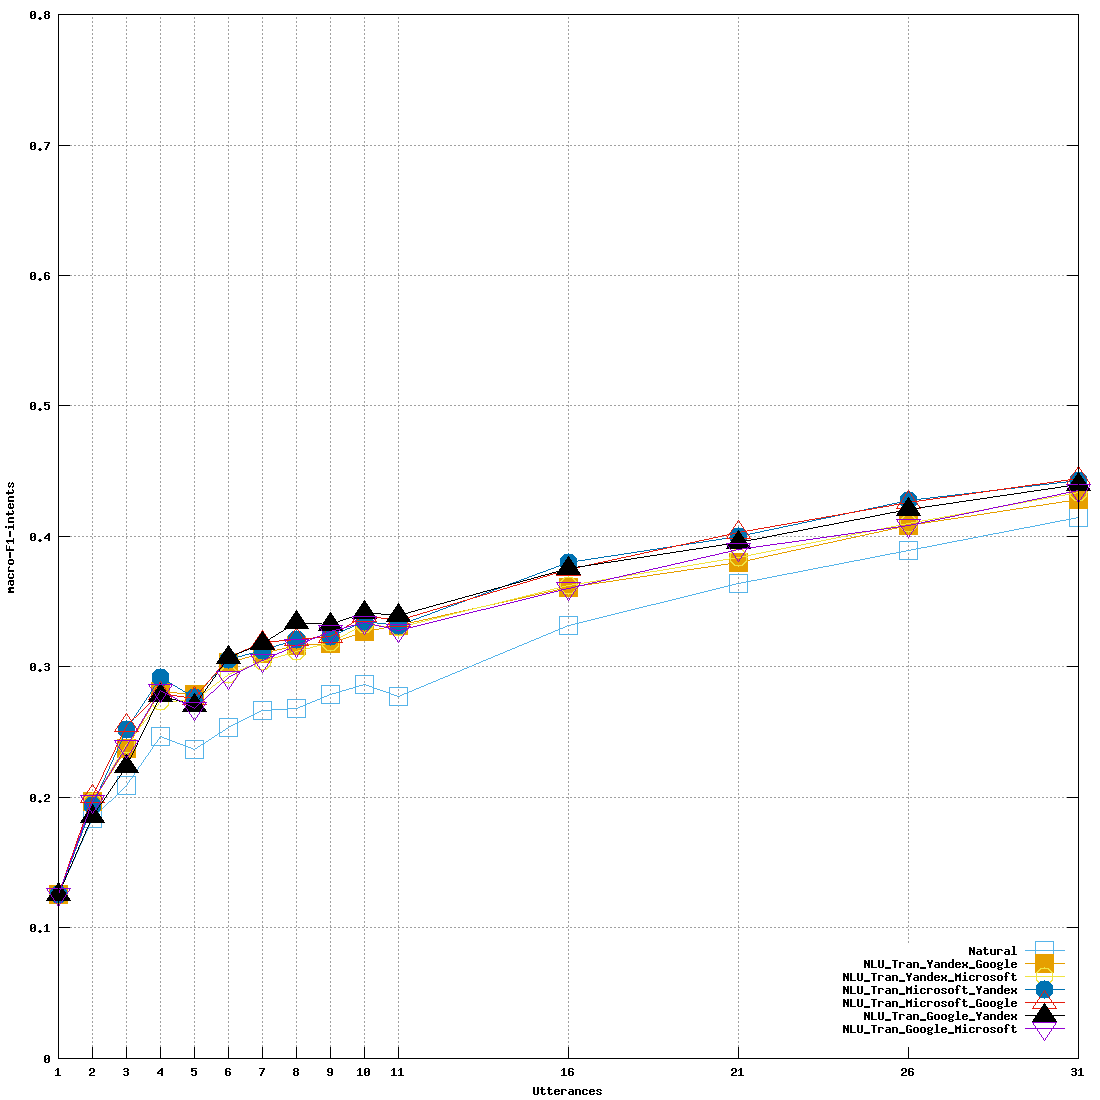 0.8
0.7
0.6
0.5
0.4
0.3
0.2
0.1
0
macro-F1-intents
Natural
NLU_Tran_Yandex_Google
NLU_Tran_Yandex_Microsoft
NLU_Tran_Microsoft_Yandex
NLU_Tran_Microsoft_Google
NLU_Tran_Google_Yandex
NLU_Tran_Google_Microsoft
1 2 3 4 5 6 7 8 9 10 11 16 21 26 31
Utterances